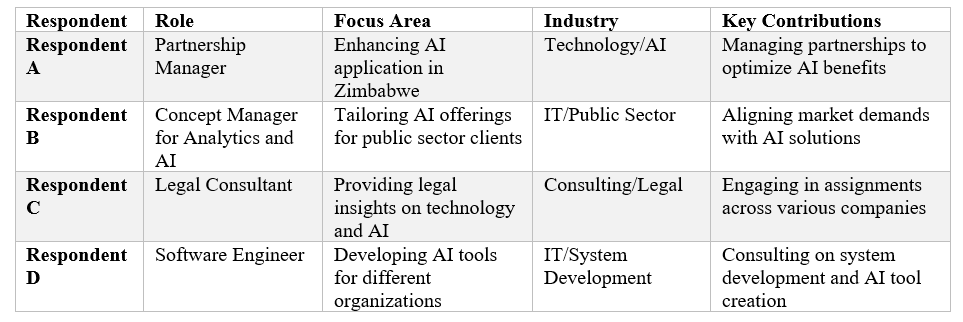 Respondent Role Focus Area Industry Key Contributions
Respondent A Partnership Manager Enhancing AI application in Zimbabwe Technology/AI Managing partnerships to optimize AI benefits
Respondent B Concept Manager for Analytics and AI Tailoring AI offerings for public sector clients IT/Public Sector Aligning market demands with AI solutions
Respondent C Legal Consultant Providing legal insights on technology and AI Consulting/Legal Engaging in assignments across various companies
Respondent D Software Engineer Developing AI tools for different organizations IT/System Development Consulting on system development and AI tool creation